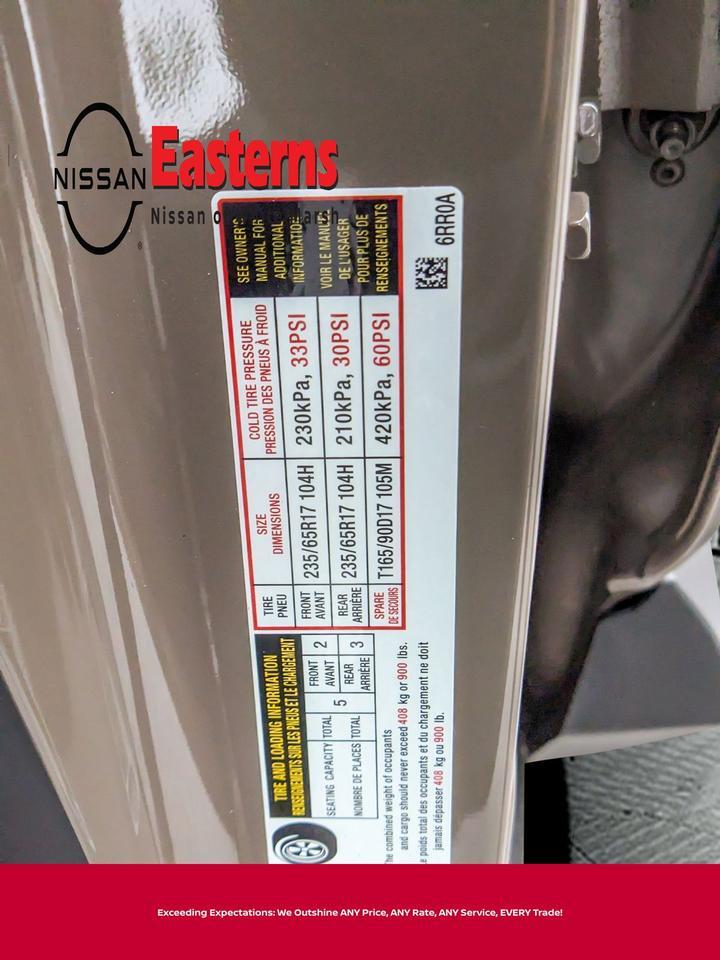 NISSAN
Easterns
Nissan o
TIRE AND LOADING INFORMATION
RENSEIGNEMENTS SUR LES PNEUS ET LE CHARGEMENT
SEATING CAPACITY TOTAL 5 FRONT AVANT 2 REAR ARRIÈRE 3
NOMBRE DE PLACES TOTAL
The combined weight of occupants
and cargo should never exceed 408 kg or 900 lbs.
Le poids total des occupants et du chargement ne doit
jamais dépasser 408 kg ou 900 lb.
TIRE PNEU
SIZE DIMENSIONS
COLD TIRE PRESSURE
PRESSION DES PNEUS À FROID
FRONT AVANT 235/65R17 104H 230kPa, 33PSI
REAR ARRIÈRE 235/65R17 104H 210kPa, 30PSI
SPARE DE SECOURS T165/90D17 105M 420kPa, 60PSI
SEE OWNER'S
MANUAL FOR
ADDITIONAL
INFORMATION
VOIR LE MANUEL
DE L'USAGER
POUR PLUS DE
RENSEIGNEMENTS
6RR0A
Exceeding Expectations: We Outshine ANY Price, ANY Rate, ANY Service, EVERY Trade!